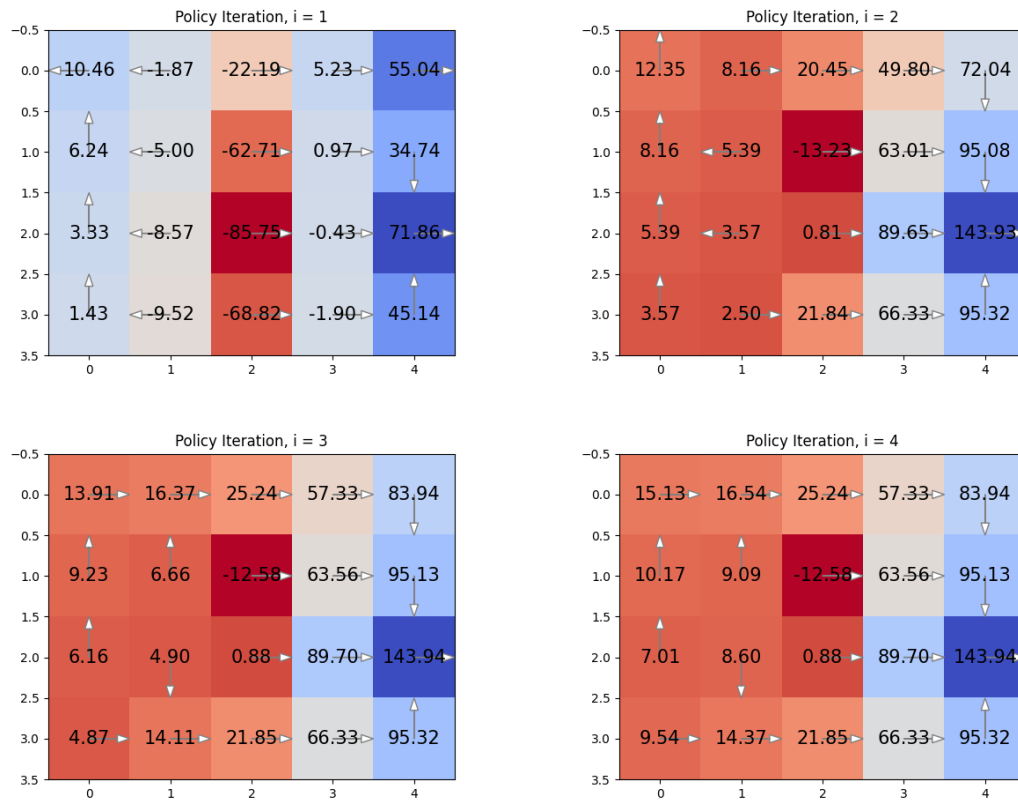 Policy Iteration, i = 1
−0.5
0.0
0.5
1.0
1.5
2.0
2.5
3.0
3.5
10.46 -1.87 -22.19 5.23 55.04
6.24 -5.00 -62.71 0.97 34.74
3.33 -8.57 -85.75 -0.43 71.86
1.43 -9.52 -68.82 -1.90 45.14
0 1 2 3 4
Policy Iteration, i = 2
−0.5
0.0
0.5
1.0
1.5
2.0
2.5
3.0
3.5
12.35 8.16 20.45 49.80 72.04
8.16 5.39 -13.23 63.01 95.08
5.39 3.57 0.81 89.65 143.93
3.57 2.50 21.84 66.33 95.32
0 1 2 3 4
Policy Iteration, i = 3
−0.5
0.0
0.5
1.0
1.5
2.0
2.5
3.0
3.5
13.91 16.37 25.24 57.33 83.94
9.23 6.66 -12.58 63.56 95.13
6.16 4.90 0.88 89.70 143.94
4.87 14.11 21.85 66.33 95.32
0 1 2 3 4
Policy Iteration, i = 4
−0.5
0.0
0.5
1.0
1.5
2.0
2.5
3.0
3.5
15.13 16.54 25.24 57.33 83.94
10.17 9.09 -12.58 63.56 95.13
7.01 8.60 0.88 89.70 143.94
9.54 14.37 21.85 66.33 95.32
0 1 2 3 4